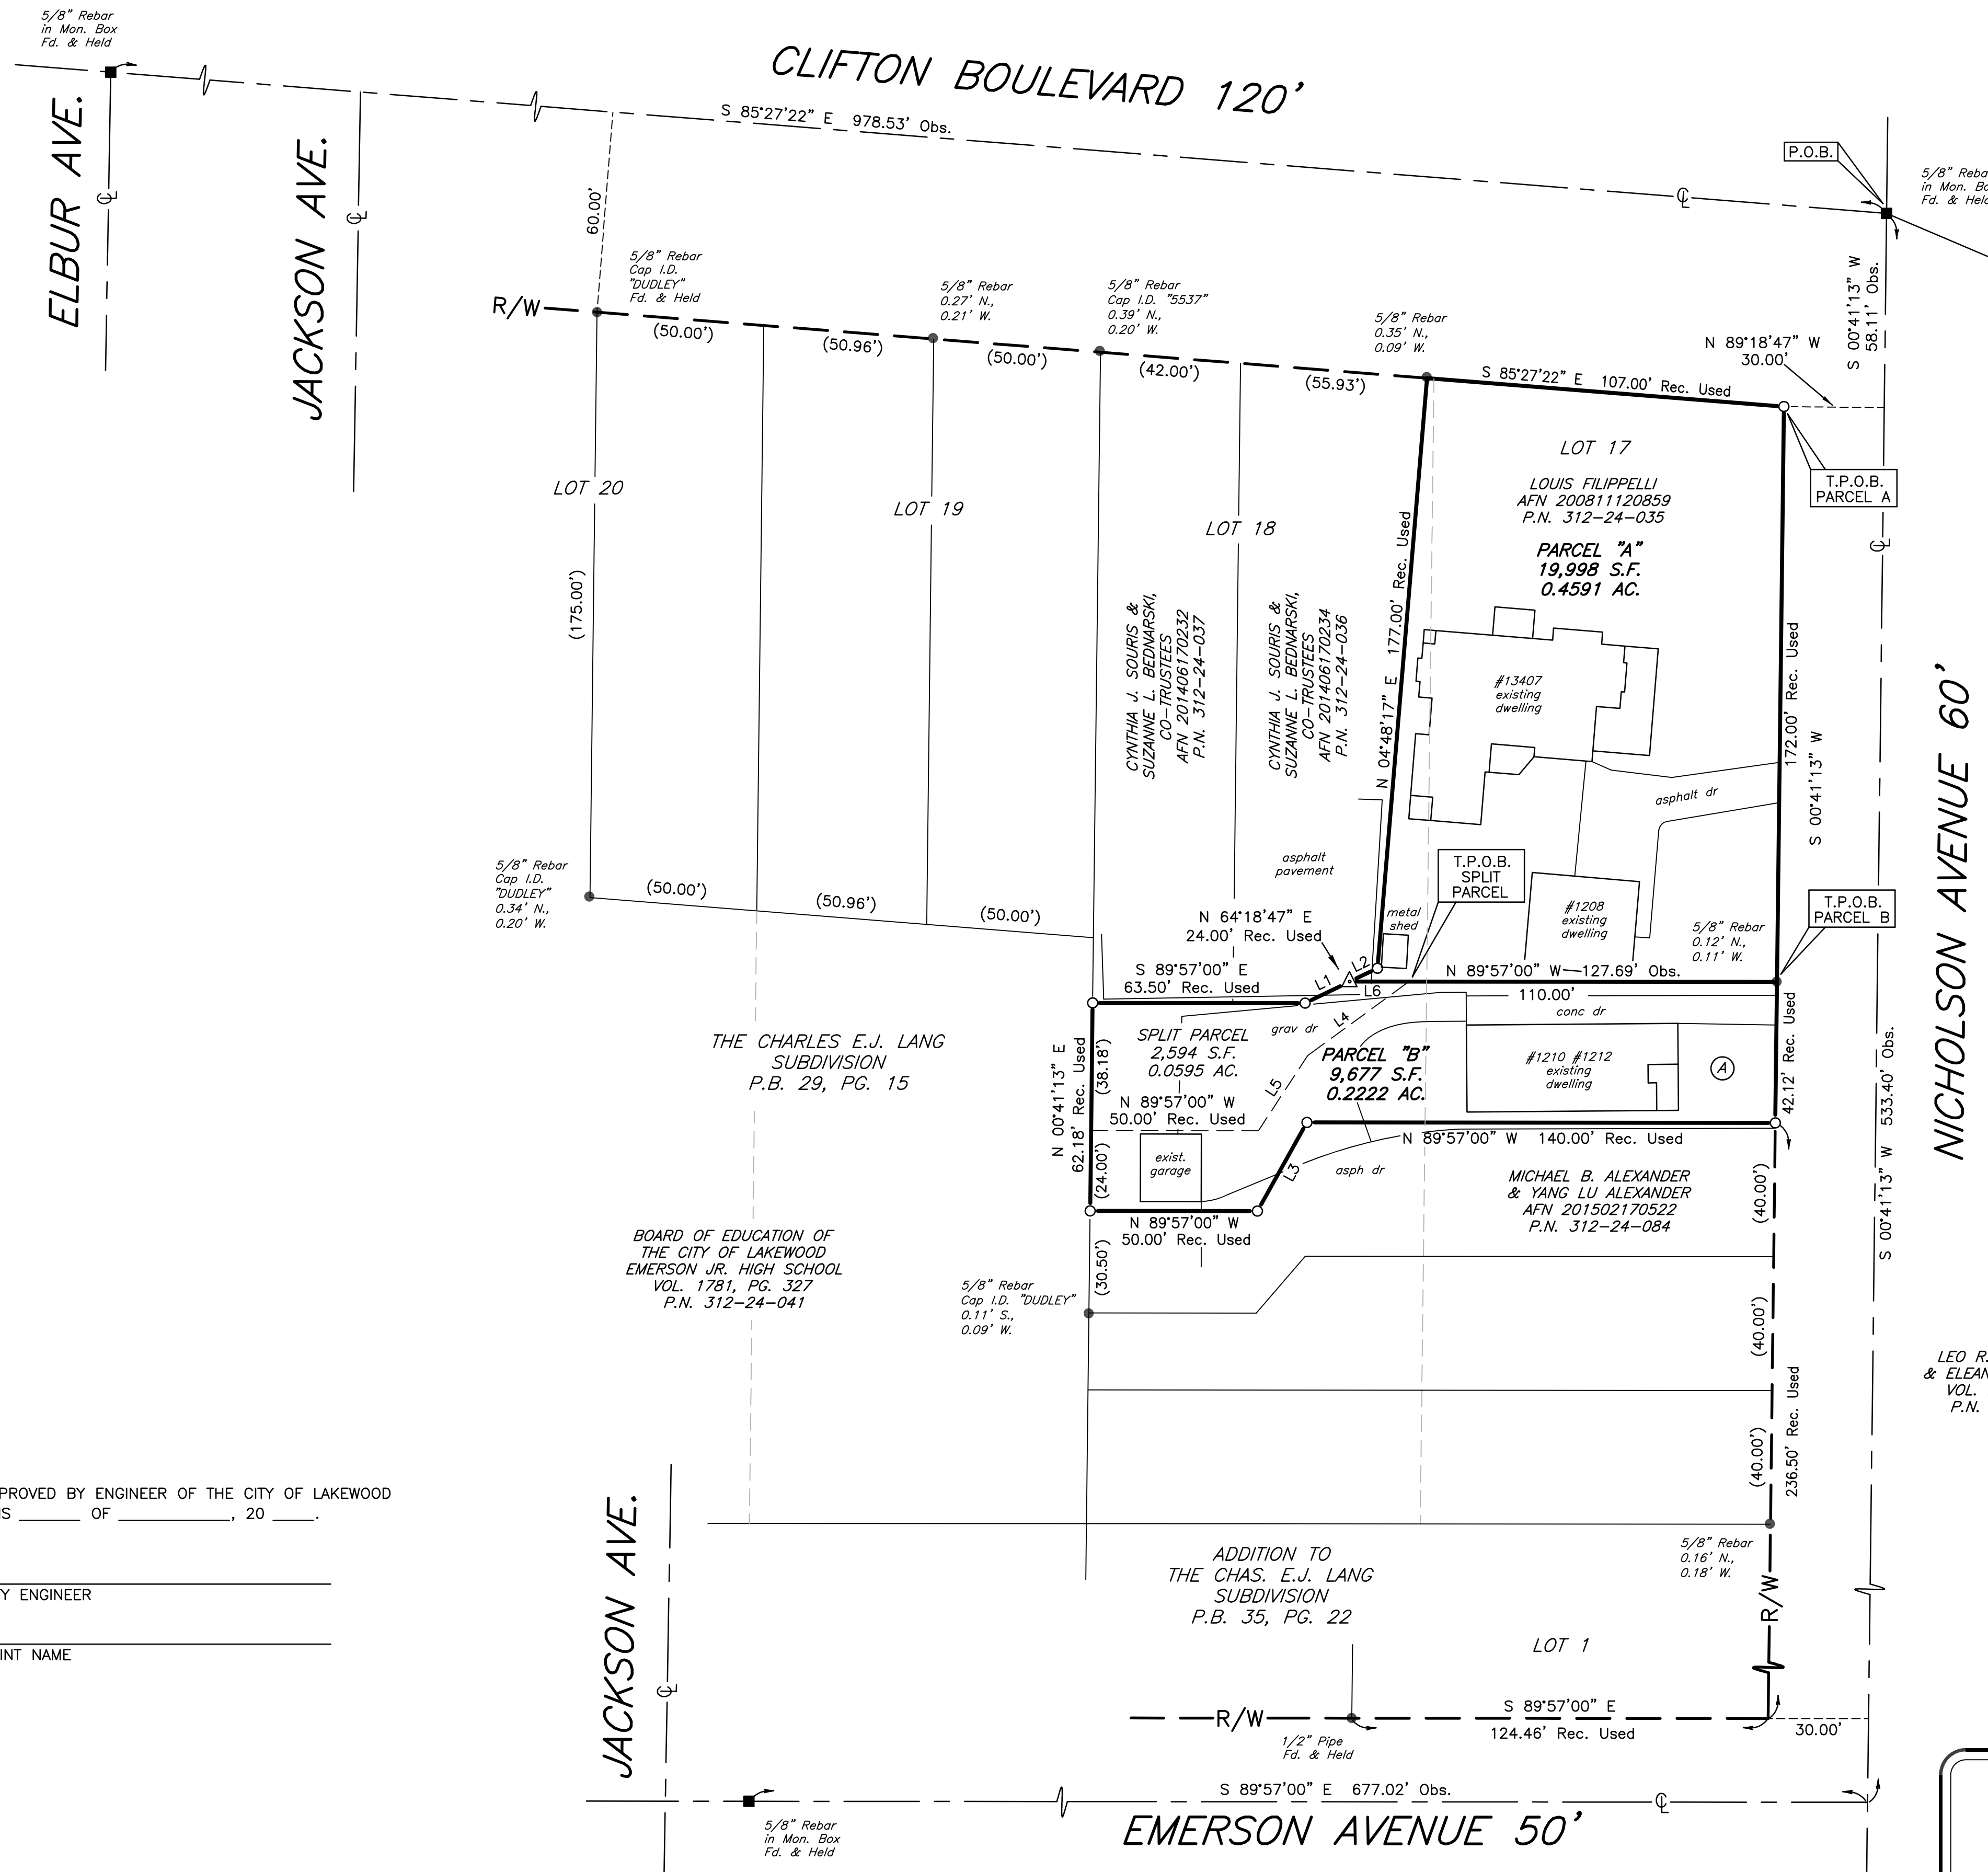 5/8" Rebar
in Mon. Box
Fd. & Held
CLIFTON BOULEVARD 120'
S 85°27'22" E 978.53' Obs.
ELBUR AVE.
JACKSON AVE.
60.00'
P.O.B.
5/8" Reba
in Mon. Bo
Fd. & Held
S 00°41'13" W
58.11' Obs.
R/W
5/8" Rebar
Cap I.D.
"DUDLEY"
Fd. & Held
5/8" Rebar
0.27' N.,
0.21' W.
5/8" Rebar
Cap I.D. "5537"
0.39' N.,
0.20' W.
5/8" Rebar
0.35' N.,
0.09' W.
N 89°18'47" W
30.00'
(50.00')
(50.96')
(50.00')
(42.00')
(55.93')
S 85°27'22" E 107.00' Rec. Used
LOT 20
LOT 19
LOT 18
LOT 17
LOUIS FILIPPELLI
AFN 200811120859
P.N. 312-24-035
PARCEL "A"
19,998 S.F.
0.4591 AC.
T.P.O.B.
PARCEL A
(175.00')
CYNTHIA J. SOURIS &
SUZANNE L. BEDNARSKI,
CO-TRUSTEES
AFN 201406170232
P.N. 312-24-037
CYNTHIA J. SOURIS &
SUZANNE L. BEDNARSKI,
CO-TRUSTEES
AFN 201406170234
P.N. 312-24-036
N 04°48'17" E 177.00' Rec. Used
#13407
existing
dwelling
172.00' Rec. Used
S 00°41'13" W
NICHOLSON AVENUE 60'
asphalt dr
asphalt
pavement
T.P.O.B.
SPLIT
PARCEL
metal
shed
#1208
existing
dwelling
5/8" Rebar
0.12' N.,
0.11' W.
T.P.O.B.
PARCEL B
5/8" Rebar
Cap I.D.
"DUDLEY"
0.34' N.,
0.20' W.
(50.00')
(50.96')
(50.00')
N 64°18'47" E
24.00' Rec. Used
S 89°57'00" E
63.50' Rec. Used
L1
L2
L6
N 89°57'00" W 127.69' Obs.
110.00'
conc dr
THE CHARLES E.J. LANG
SUBDIVISION
P.B. 29, PG. 15
N 00°41'13" E
62.18' Rec. Used
(38.18')
(24.00')
SPLIT PARCEL
2,594 S.F.
0.0595 AC.
grav dr
L4
L5
PARCEL "B"
9,677 S.F.
0.2222 AC.
#1210 #1212
existing
dwelling
A
42.12' Rec. Used
N 89°57'00" W
50.00' Rec. Used
exist.
garage
L3
asph dr
N 89°57'00" W 140.00' Rec. Used
N 89°57'00" W
50.00' Rec. Used
MICHAEL B. ALEXANDER
& YANG LU ALEXANDER
AFN 201502170522
P.N. 312-24-084
(40.00')
S 00°41'13" W 533.40' Obs.
BOARD OF EDUCATION OF
THE CITY OF LAKEWOOD
EMERSON JR. HIGH SCHOOL
VOL. 1781, PG. 327
P.N. 312-24-041
(30.50')
5/8" Rebar
Cap I.D. "DUDLEY"
0.11' S.,
0.09' W.
(40.00')
(40.00')
236.50' Rec. Used
LEO R.
& ELEAN
VOL.
P.N.
PROVED BY ENGINEER OF THE CITY OF LAKEWOOD
IS ______ OF ___________, 20 ____.
Y ENGINEER
INT NAME
JACKSON AVE.
5/8" Rebar
0.16' N.,
0.18' W.
ADDITION TO
THE CHAS. E.J. LANG
SUBDIVISION
P.B. 35, PG. 22
R/W
LOT 1
R/W
S 89°57'00" E
124.46' Rec. Used
30.00'
1/2" Pipe
Fd. & Held
S 89°57'00" E 677.02' Obs.
5/8" Rebar
in Mon. Box
Fd. & Held
EMERSON AVENUE 50'